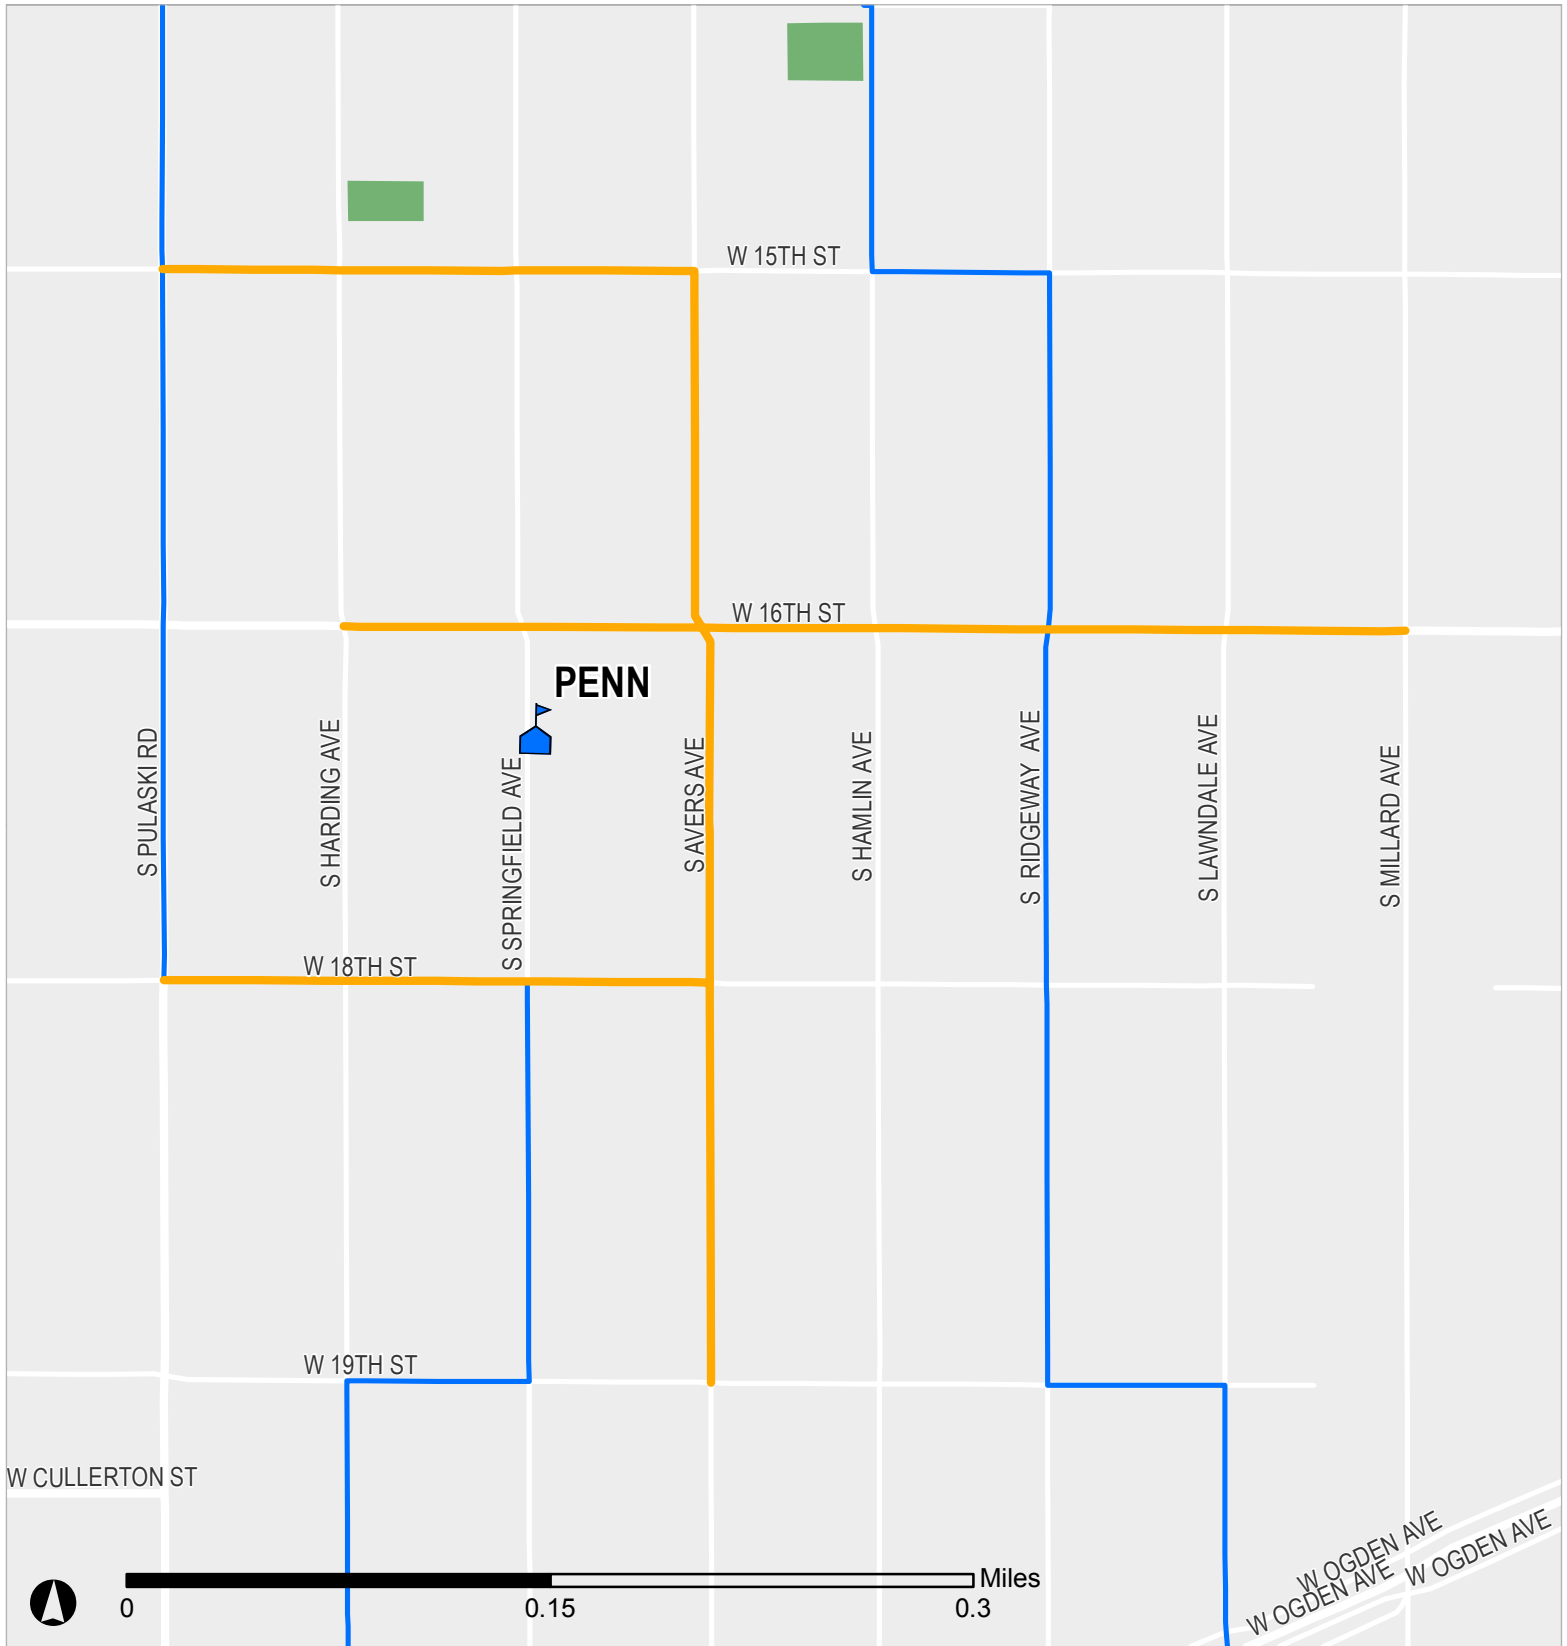 W 15TH ST
W 16TH ST
PENN
S PULASKI RD
S HARDING AVE
S SPRINGFIELD AVE
S AVERS AVE
S HAMLIN AVE
S RIDGEWAY AVE
S LAWNDALE AVE
S MILLARD AVE
W 18TH ST
W 19TH ST
W CULLERTON ST
W OGDEN AVE
W OGDEN AVE
W OGDEN AVE
Miles
0 0.15 0.3